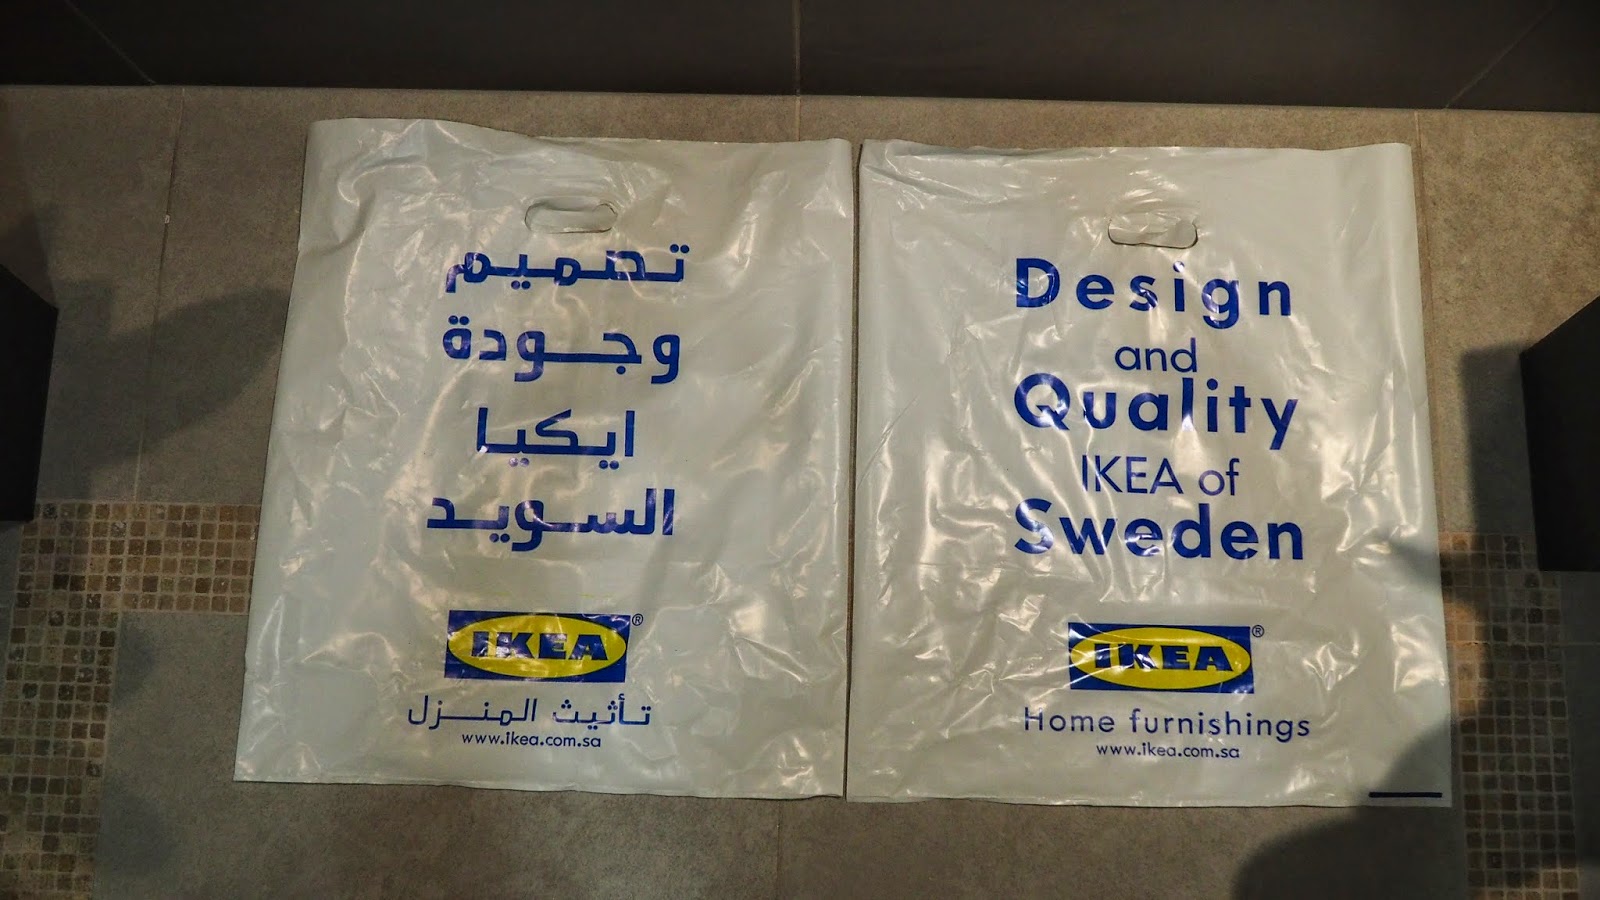 تصميم
وجودة
ايكيا
السويد
IKEA®
تأثيث المنزل
www.ikea.com.sa
Design
and
Quality
IKEA of
Sweden
IKEA®
Home furnishings
www.ikea.com.sa